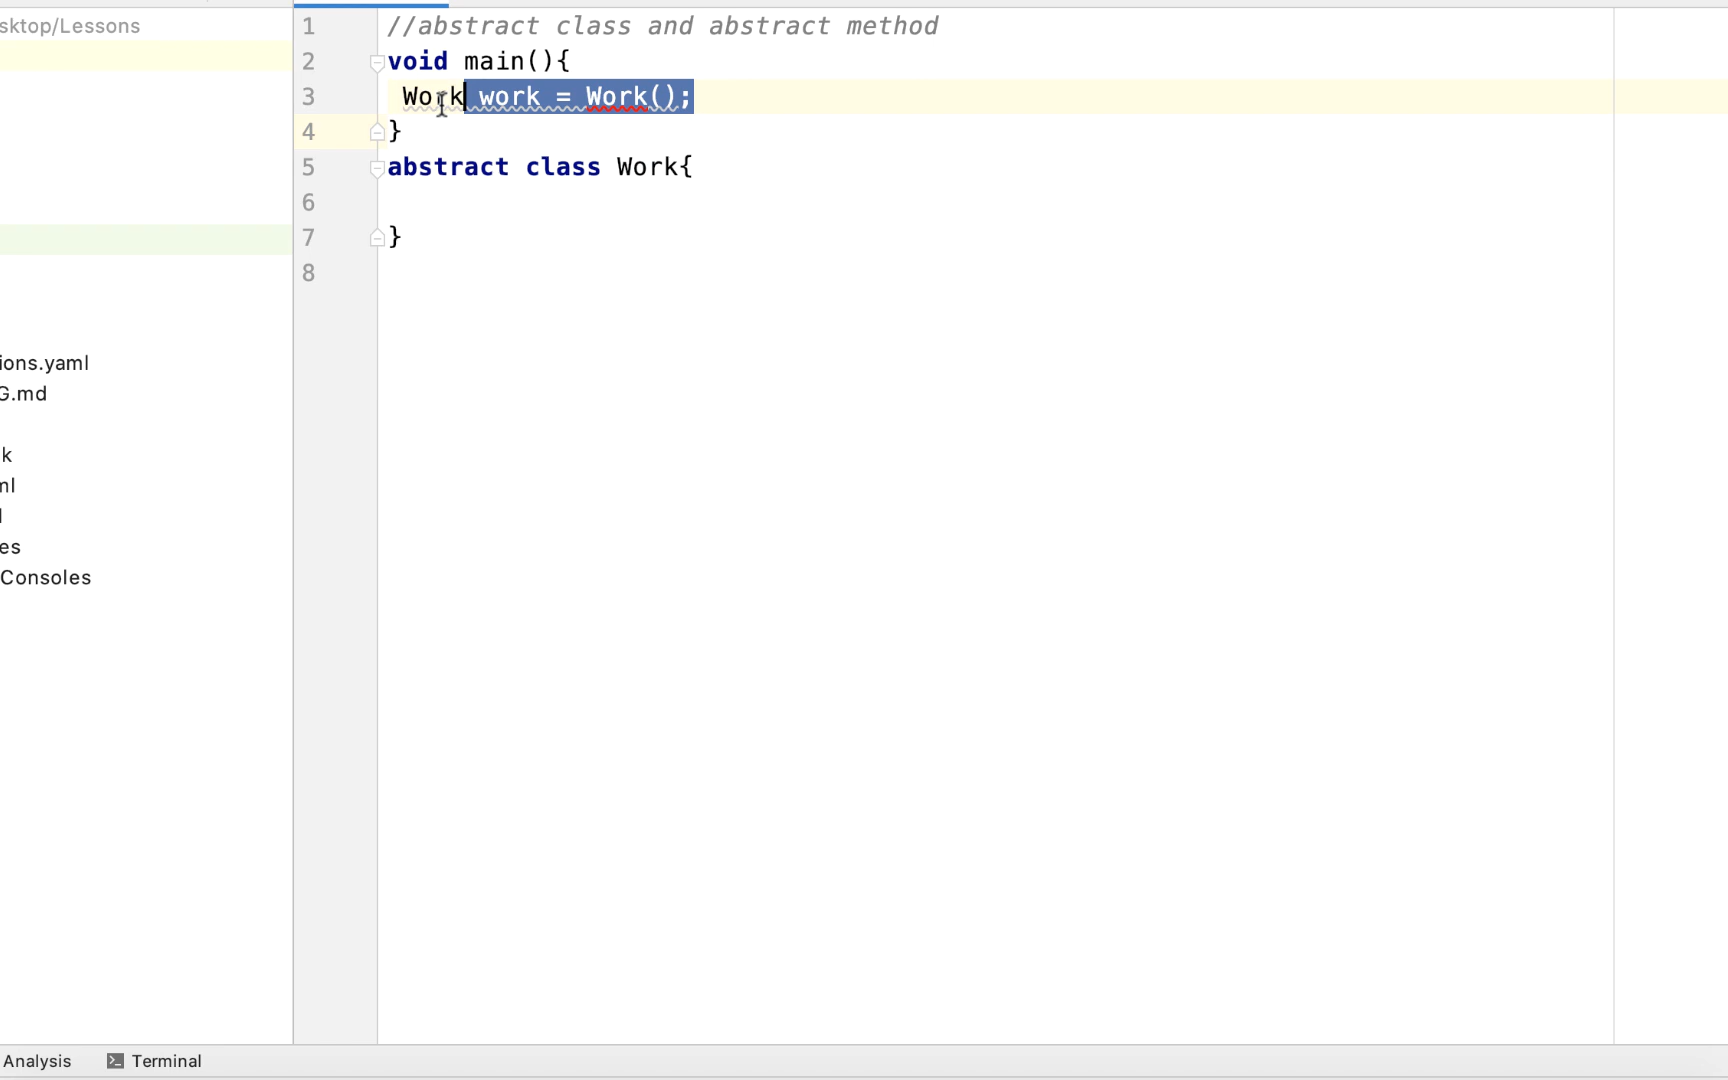 sktop/Lessons
ions.yaml
G.md
k
ml
l
es
Consoles
1 //abstract class and abstract method
2 void main(){
3 Work work = Work();
4 }
5 abstract class Work{
6
7 }
8
Analysis Terminal